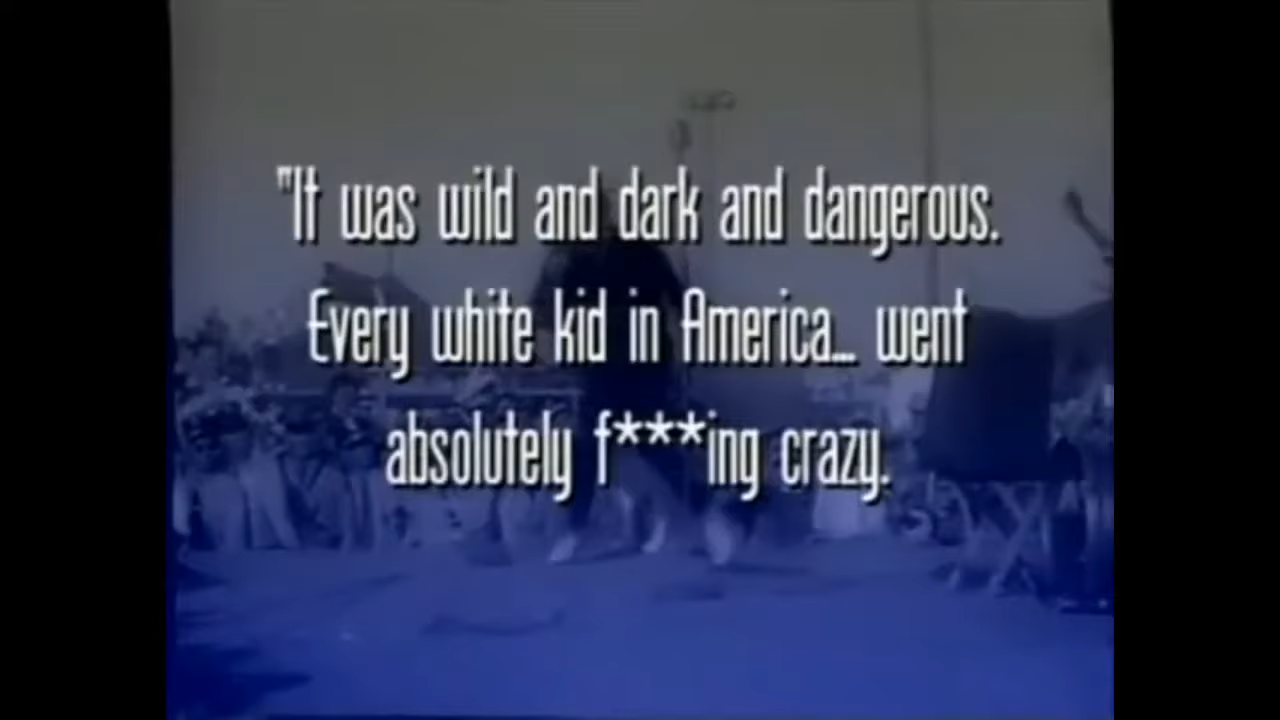 "It was wild and dark and dangerous.
Every white kid in America... went
absolutely f***ing crazy.